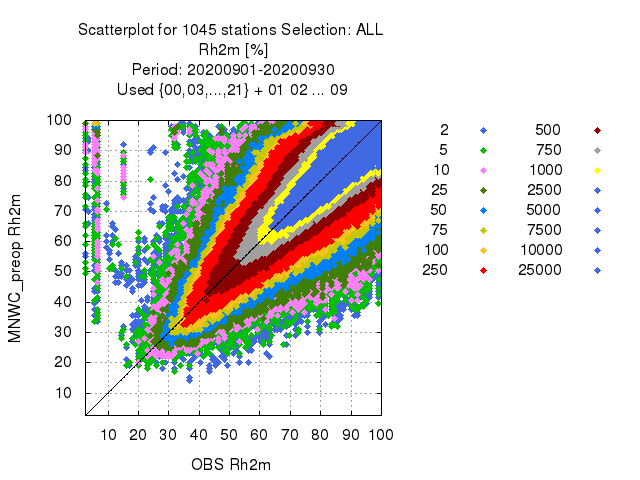 Scatterplot for 1045 stations Selection: ALL
Rh2m [%]
Period: 20200901-20200930
Used {00,03,...,21} + 01 02 ... 09
100
90
80
70
60
50
40
30
20
10
MNWC_preop Rh2m
10 20 30 40 50 60 70 80 90 100
OBS Rh2m
2 500
5 750
10 1000
25 2500
50 5000
75 7500
100 10000
250 25000